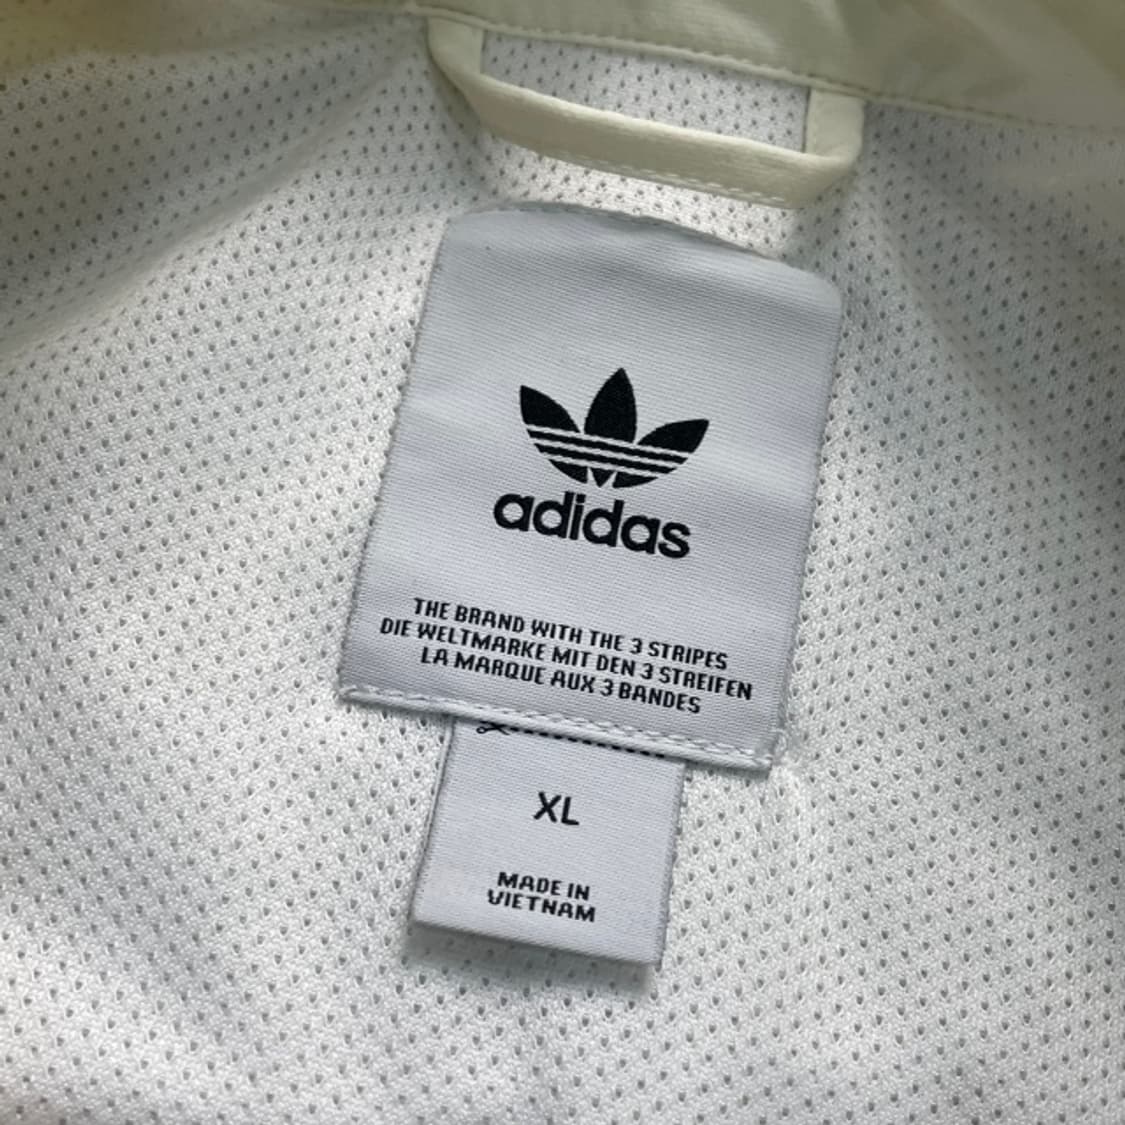 adidas
THE BRAND WITH THE 3 STRIPES
DIE WELTMARKE MIT DEN 3 STREIFEN
LA MARQUE AUX 3 BANDES
XL
MADE IN
VIETNAM